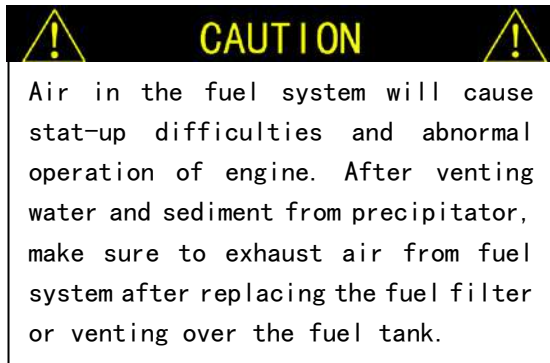 CAUTION
Air in the fuel system will cause
stat-up difficulties and abnormal
operation of engine. After venting
water and sediment from precipitator,
make sure to exhaust air from fuel
system after replacing the fuel filter
or venting over the fuel tank.